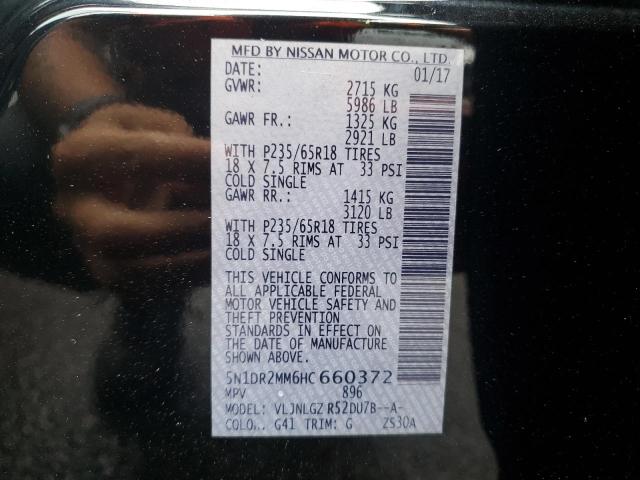 MFD BY NISSAN MOTOR CO., LTD.
DATE: 01/17
GVWR: 2715 KG
5986 LB
GAWR FR.: 1325 KG
2921 LB
WITH P235/65R18 TIRES
18 X 7.5 RIMS AT 33 PSI
COLD SINGLE
GAWR RR.: 1415 KG
3120 LB
WITH P235/65R18 TIRES
18 X 7.5 RIMS AT 33 PSI
COLD SINGLE
THIS VEHICLE CONFORMS TO
ALL APPLICABLE FEDERAL
MOTOR VEHICLE SAFETY AND
THEFT PREVENTION
STANDARDS IN EFFECT ON
THE DATE OF MANUFACTURE
SHOWN ABOVE.
5N1DR2MM6HC660372
MPV 896
MODEL: VLJNLGZ R52DU7B--A-
G41 TRIM: G ZS30A